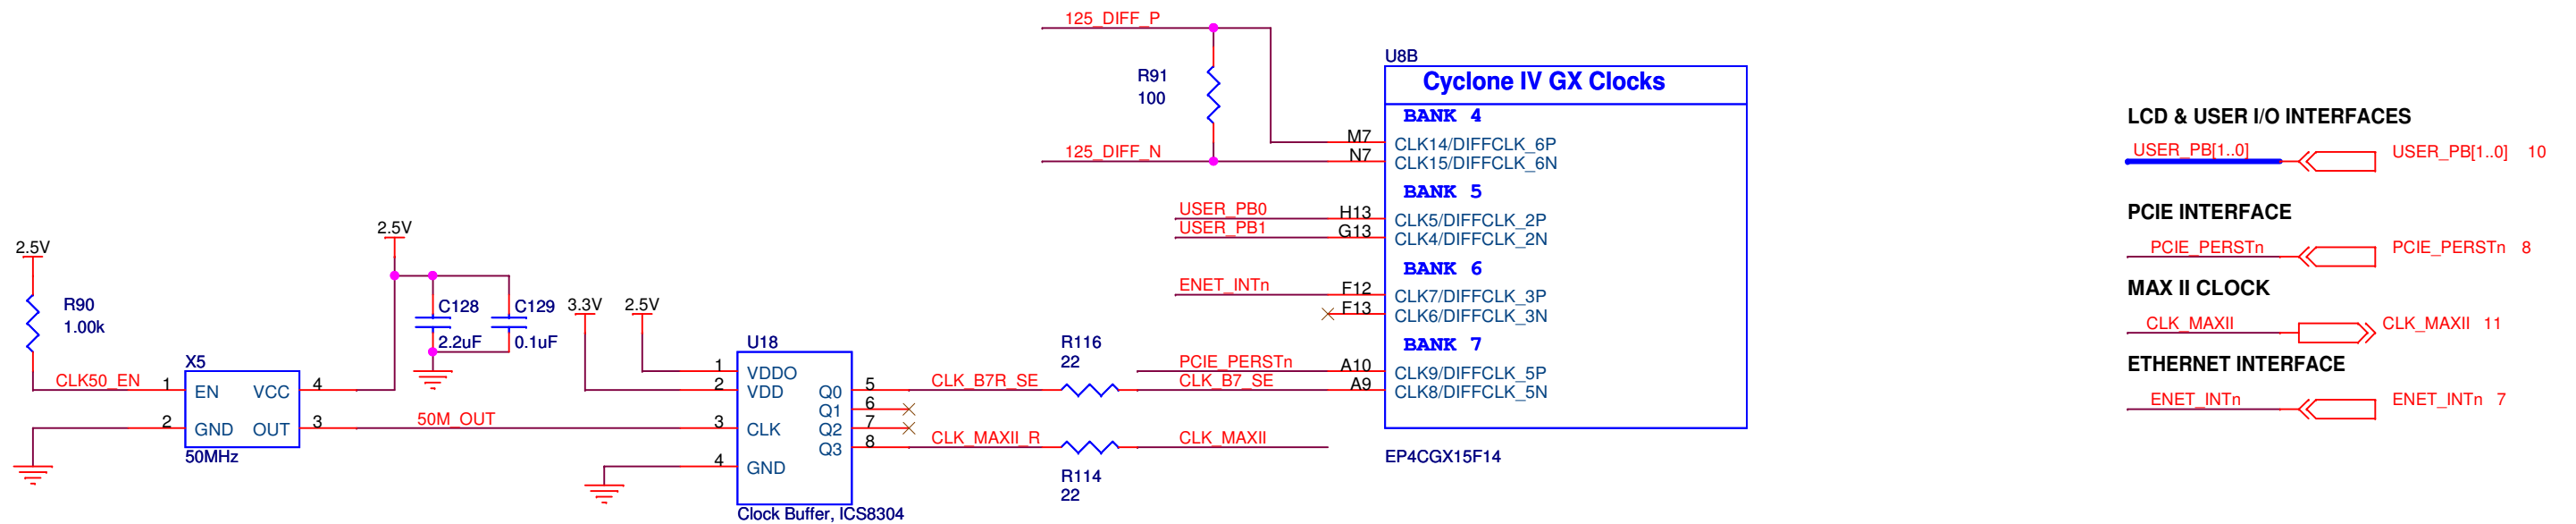 125_DIFF_P
R91
100
125_DIFF_N
U8B
Cyclone IV GX Clocks
BANK 4
M7 CLK14/DIFFCLK_6P
N7 CLK15/DIFFCLK_6N
BANK 5
USER_PB0 H13 CLK5/DIFFCLK_2P
USER_PB1 G13 CLK4/DIFFCLK_2N
BANK 6
ENET_INTn F12 CLK7/DIFFCLK_3P
F13 CLK6/DIFFCLK_3N
BANK 7
PCIE_PERSTn A10 CLK9/DIFFCLK_5P
CLK_B7_SE A9 CLK8/DIFFCLK_5N
EP4CGX15F14
2.5V
R90
1.00k
CLK50_EN
X5
1 EN VCC 4
2 GND OUT 3
50MHz
2.5V
C128
2.2uF
C129
0.1uF
50M_OUT
3.3V
2.5V
U18
1 VDDO
2 VDD Q0 5
Q1 6
3 CLK Q2 7
Q3 8
4 GND
Clock Buffer, ICS8304
CLK_B7R_SE
R116
22
CLK_MAXII_R
CLK_MAXII
R114
22
LCD & USER I/O INTERFACES
USER_PB[1..0] USER_PB[1..0] 10
PCIE INTERFACE
PCIE_PERSTn PCIE_PERSTn 8
MAX II CLOCK
CLK_MAXII CLK_MAXII 11
ETHERNET INTERFACE
ENET_INTn ENET_INTn 7